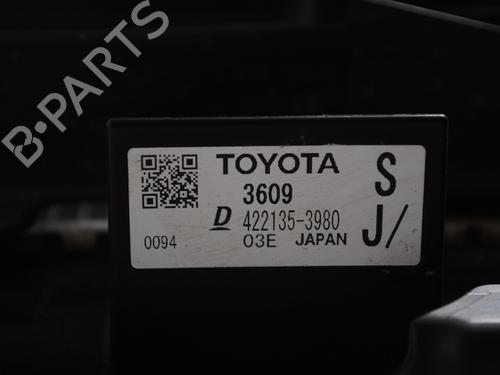 B-PARTS
TOYOTA S
3609
D 422135-3980 J/
0094 03E JAPAN